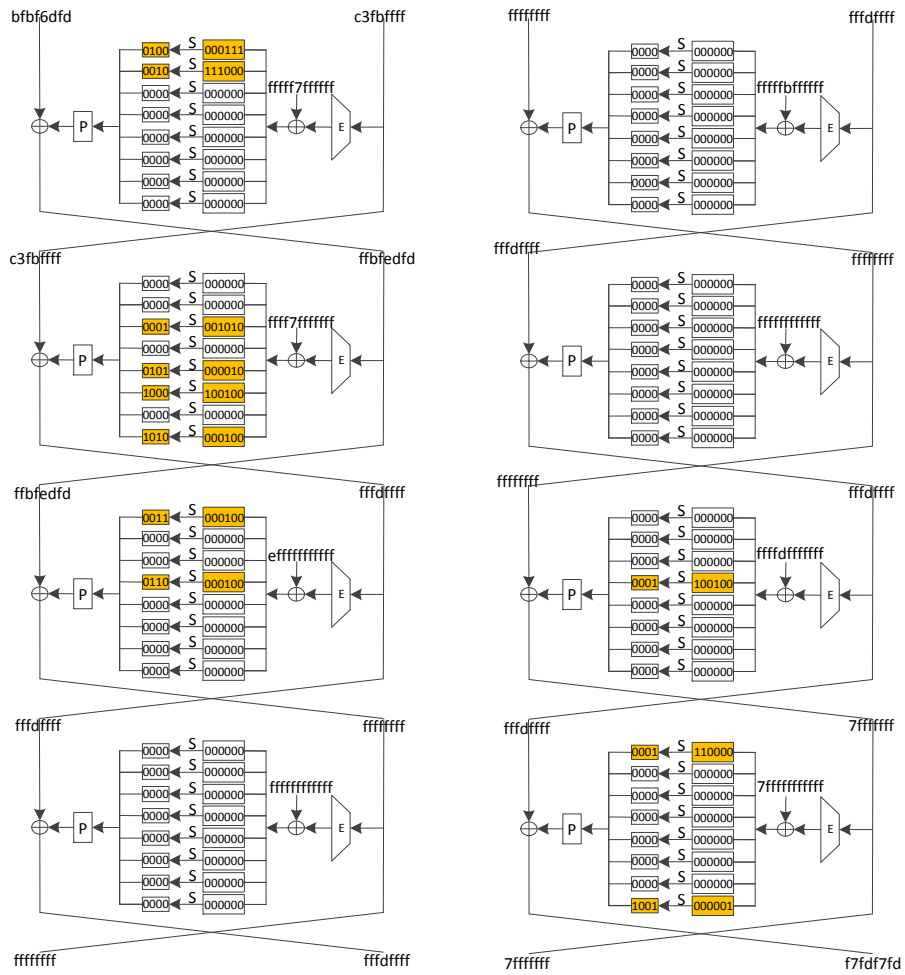 bfbf6dfd c3fbffff
0100 S 000111
0010 S 111000
0000 S 000000
fffff7ffffff
0000 S 000000
P E
0000 S 000000
0000 S 000000
0000 S 000000
0000 S 000000
c3fbffff ffbfedfd
0000 S 000000
0000 S 000000
0001 S 001010
ffff7fffffff
0000 S 000000
P E
0101 S 000010
1000 S 100100
0000 S 000000
1010 S 000100
ffbfedfd fffdffff
0011 S 000100
0000 S 000000
0000 S 000000
efffffffffff
0110 S 000100
P E
0000 S 000000
0000 S 000000
0000 S 000000
0000 S 000000
fffdffff ffffffff
0000 S 000000
0000 S 000000
0000 S 000000
ffffffffffff
0000 S 000000
P E
0000 S 000000
0000 S 000000
0000 S 000000
0000 S 000000
ffffffff fffdffff
ffffffff fffdffff
0000 S 000000
0000 S 000000
0000 S 000000
fffffbffffff
0000 S 000000
P E
0000 S 000000
0000 S 000000
0000 S 000000
0000 S 000000
fffdffff ffffffff
0000 S 000000
0000 S 000000
0000 S 000000
ffffffffffff
0000 S 000000
P E
0000 S 000000
0000 S 000000
0000 S 000000
0000 S 000000
ffffffff fffdffff
0000 S 000000
0000 S 000000
0000 S 000000
ffffdfffffff
0001 S 100100
P E
0000 S 000000
0000 S 000000
0000 S 000000
0000 S 000000
fffdffff 7fffffff
0001 S 110000
0000 S 000000
0000 S 000000
7fffffffffff
0000 S 000000
P E
0000 S 000000
0000 S 000000
0000 S 000000
1001 S 000001
7fffffff f7fdf7fd